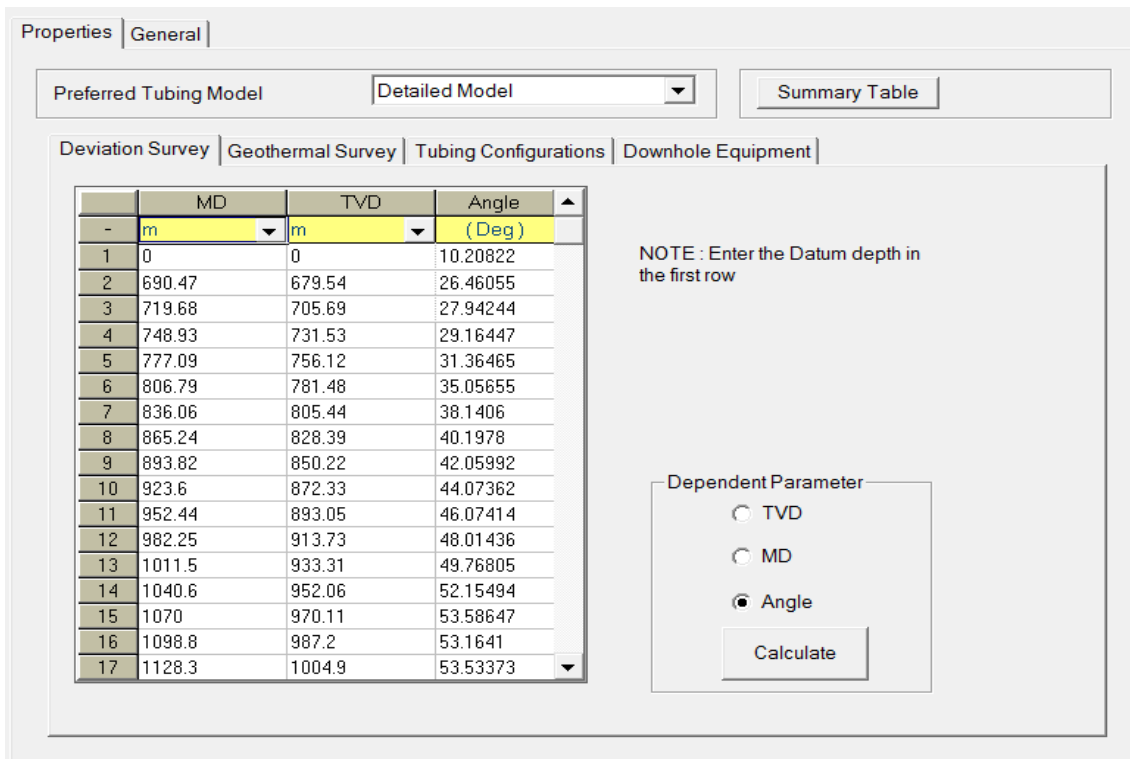 Properties General
Preferred Tubing Model Detailed Model Summary Table
Deviation Survey Geothermal Survey Tubing Configurations Downhole Equipment
MD TVD Angle
- m m (Deg)
1 0 0 10.20822
2 690.47 679.54 26.46055
3 719.68 705.69 27.94244
4 748.93 731.53 29.16447
5 777.09 756.12 31.36465
6 806.79 781.48 35.05655
7 836.06 805.44 38.1406
8 865.24 828.39 40.1978
9 893.82 850.22 42.05992
10 923.6 872.33 44.07362
11 952.44 893.05 46.07414
12 982.25 913.73 48.01436
13 1011.5 933.31 49.76805
14 1040.6 952.06 52.15494
15 1070 970.11 53.58647
16 1098.8 987.2 53.1641
17 1128.3 1004.9 53.53373
NOTE : Enter the Datum depth in
the first row
Dependent Parameter
TVD
MD
Angle
Calculate